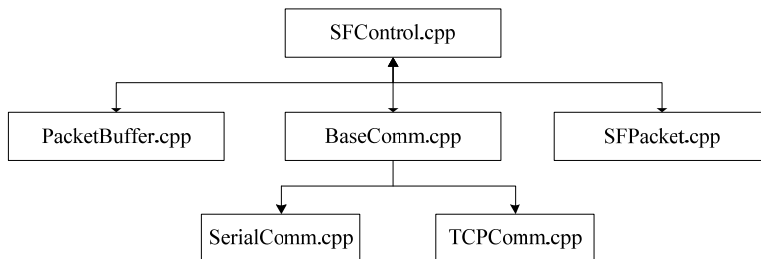 SFControl.cpp
PacketBuffer.cpp
BaseComm.cpp
SFPacket.cpp
SerialComm.cpp
TCPComm.cpp